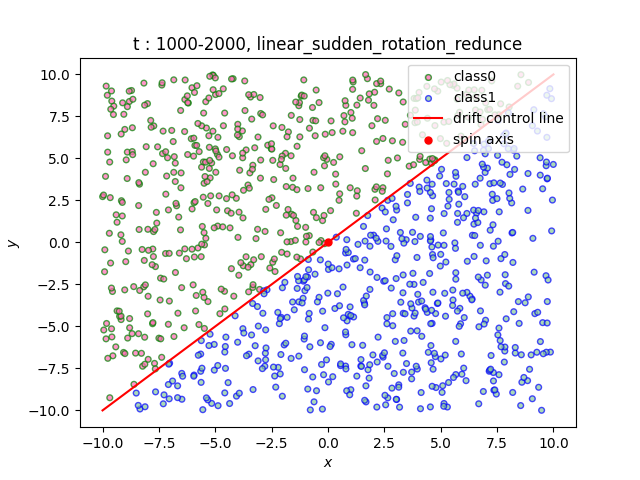 t : 1000-2000, linear_sudden_rotation_redunce
class0
class1
drift control line
spin axis
y
10.0
7.5
5.0
2.5
0.0
−2.5
−5.0
−7.5
−10.0
−10.0 −7.5 −5.0 −2.5 0.0 2.5 5.0 7.5 10.0
x